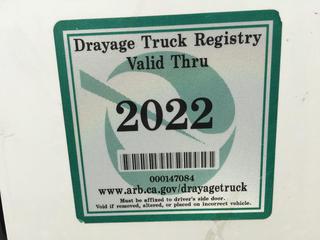 Drayage Truck Registry
Valid Thru
2022
000147084
www.arb.ca.gov/drayagetruck
Must be affixed to driver's side door.
Void if removed, altered, or placed on incorrect vehicle.